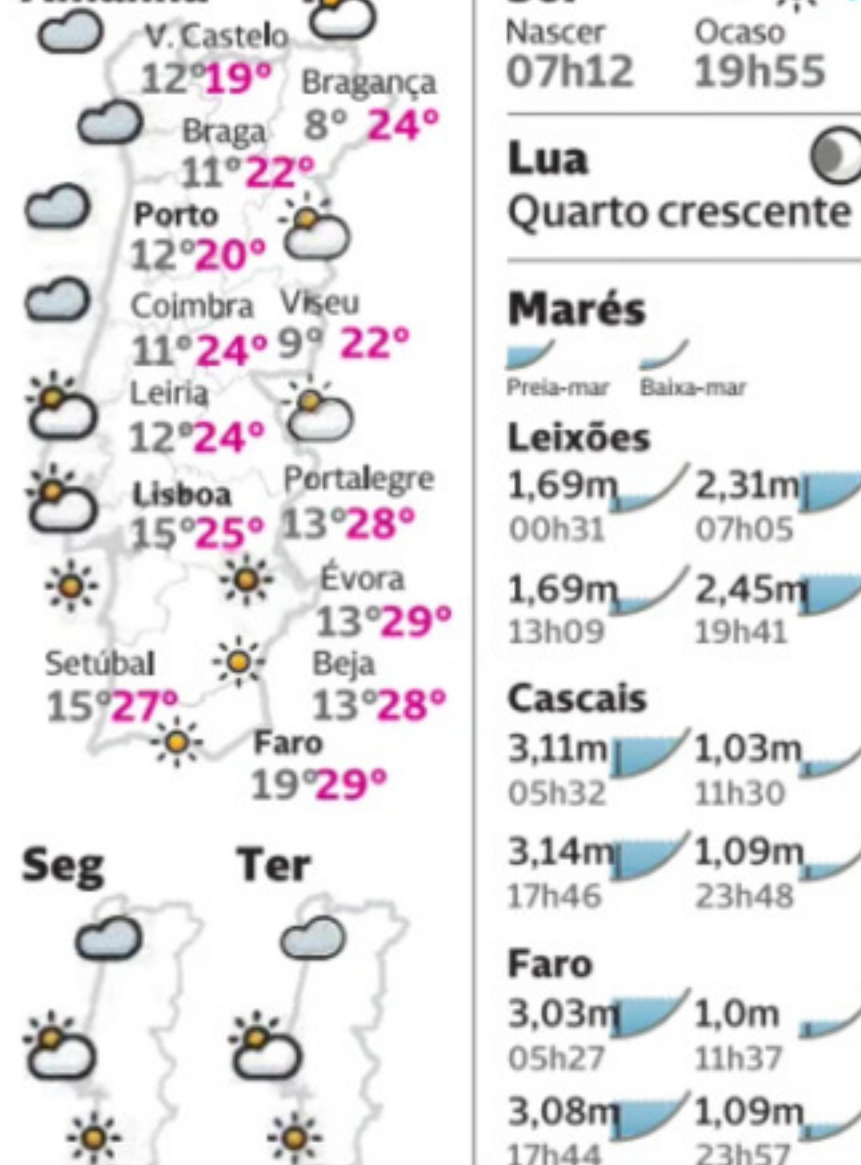 V. Castelo
12° 19°
Bragança
8° 24°
Braga
11° 22°
Porto
12° 20°
Coimbra
11° 24°
Viseu
9° 22°
Leiria
12° 24°
Lisboa
15° 25°
Portalegre
13° 28°
Évora
13° 29°
Setúbal
15° 27°
Beja
13° 28°
Faro
19° 29°
Seg Ter
Nascer Ocaso
07h12 19h55
Lua
Quarto crescente
Marés
Preia-mar Baixa-mar
Leixões
1,69m 2,31m
00h31 07h05
1,69m 2,45m
13h09 19h41
Cascais
3,11m 1,03m
05h32 11h30
3,14m 1,09m
17h46 23h48
Faro
3,03m 1,0m
05h27 11h37
3,08m 1,09m
17h44 23h57